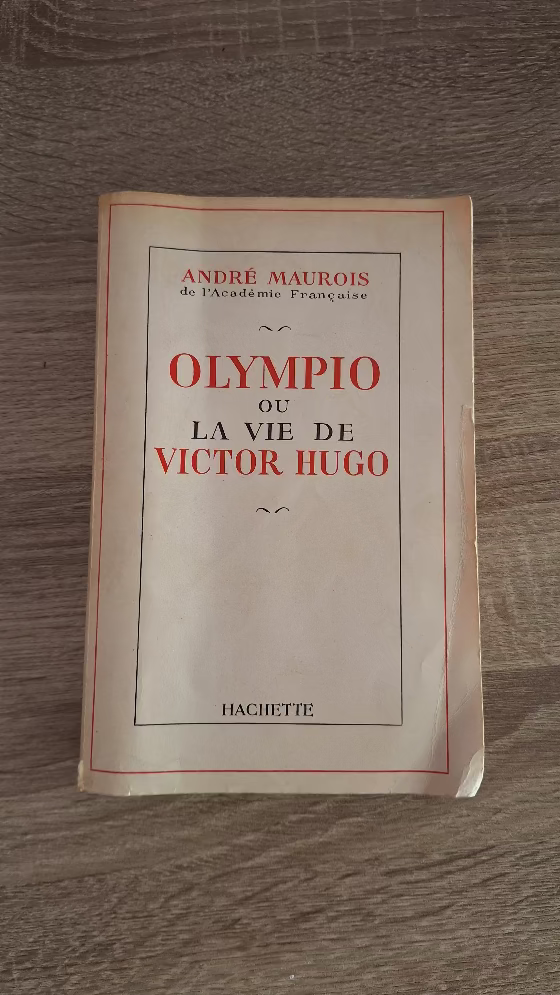 ANDRÉ MAUROIS
de l'Académie Française
OLYMPIO
OU
LA VIE DE
VICTOR HUGO
HACHETTE